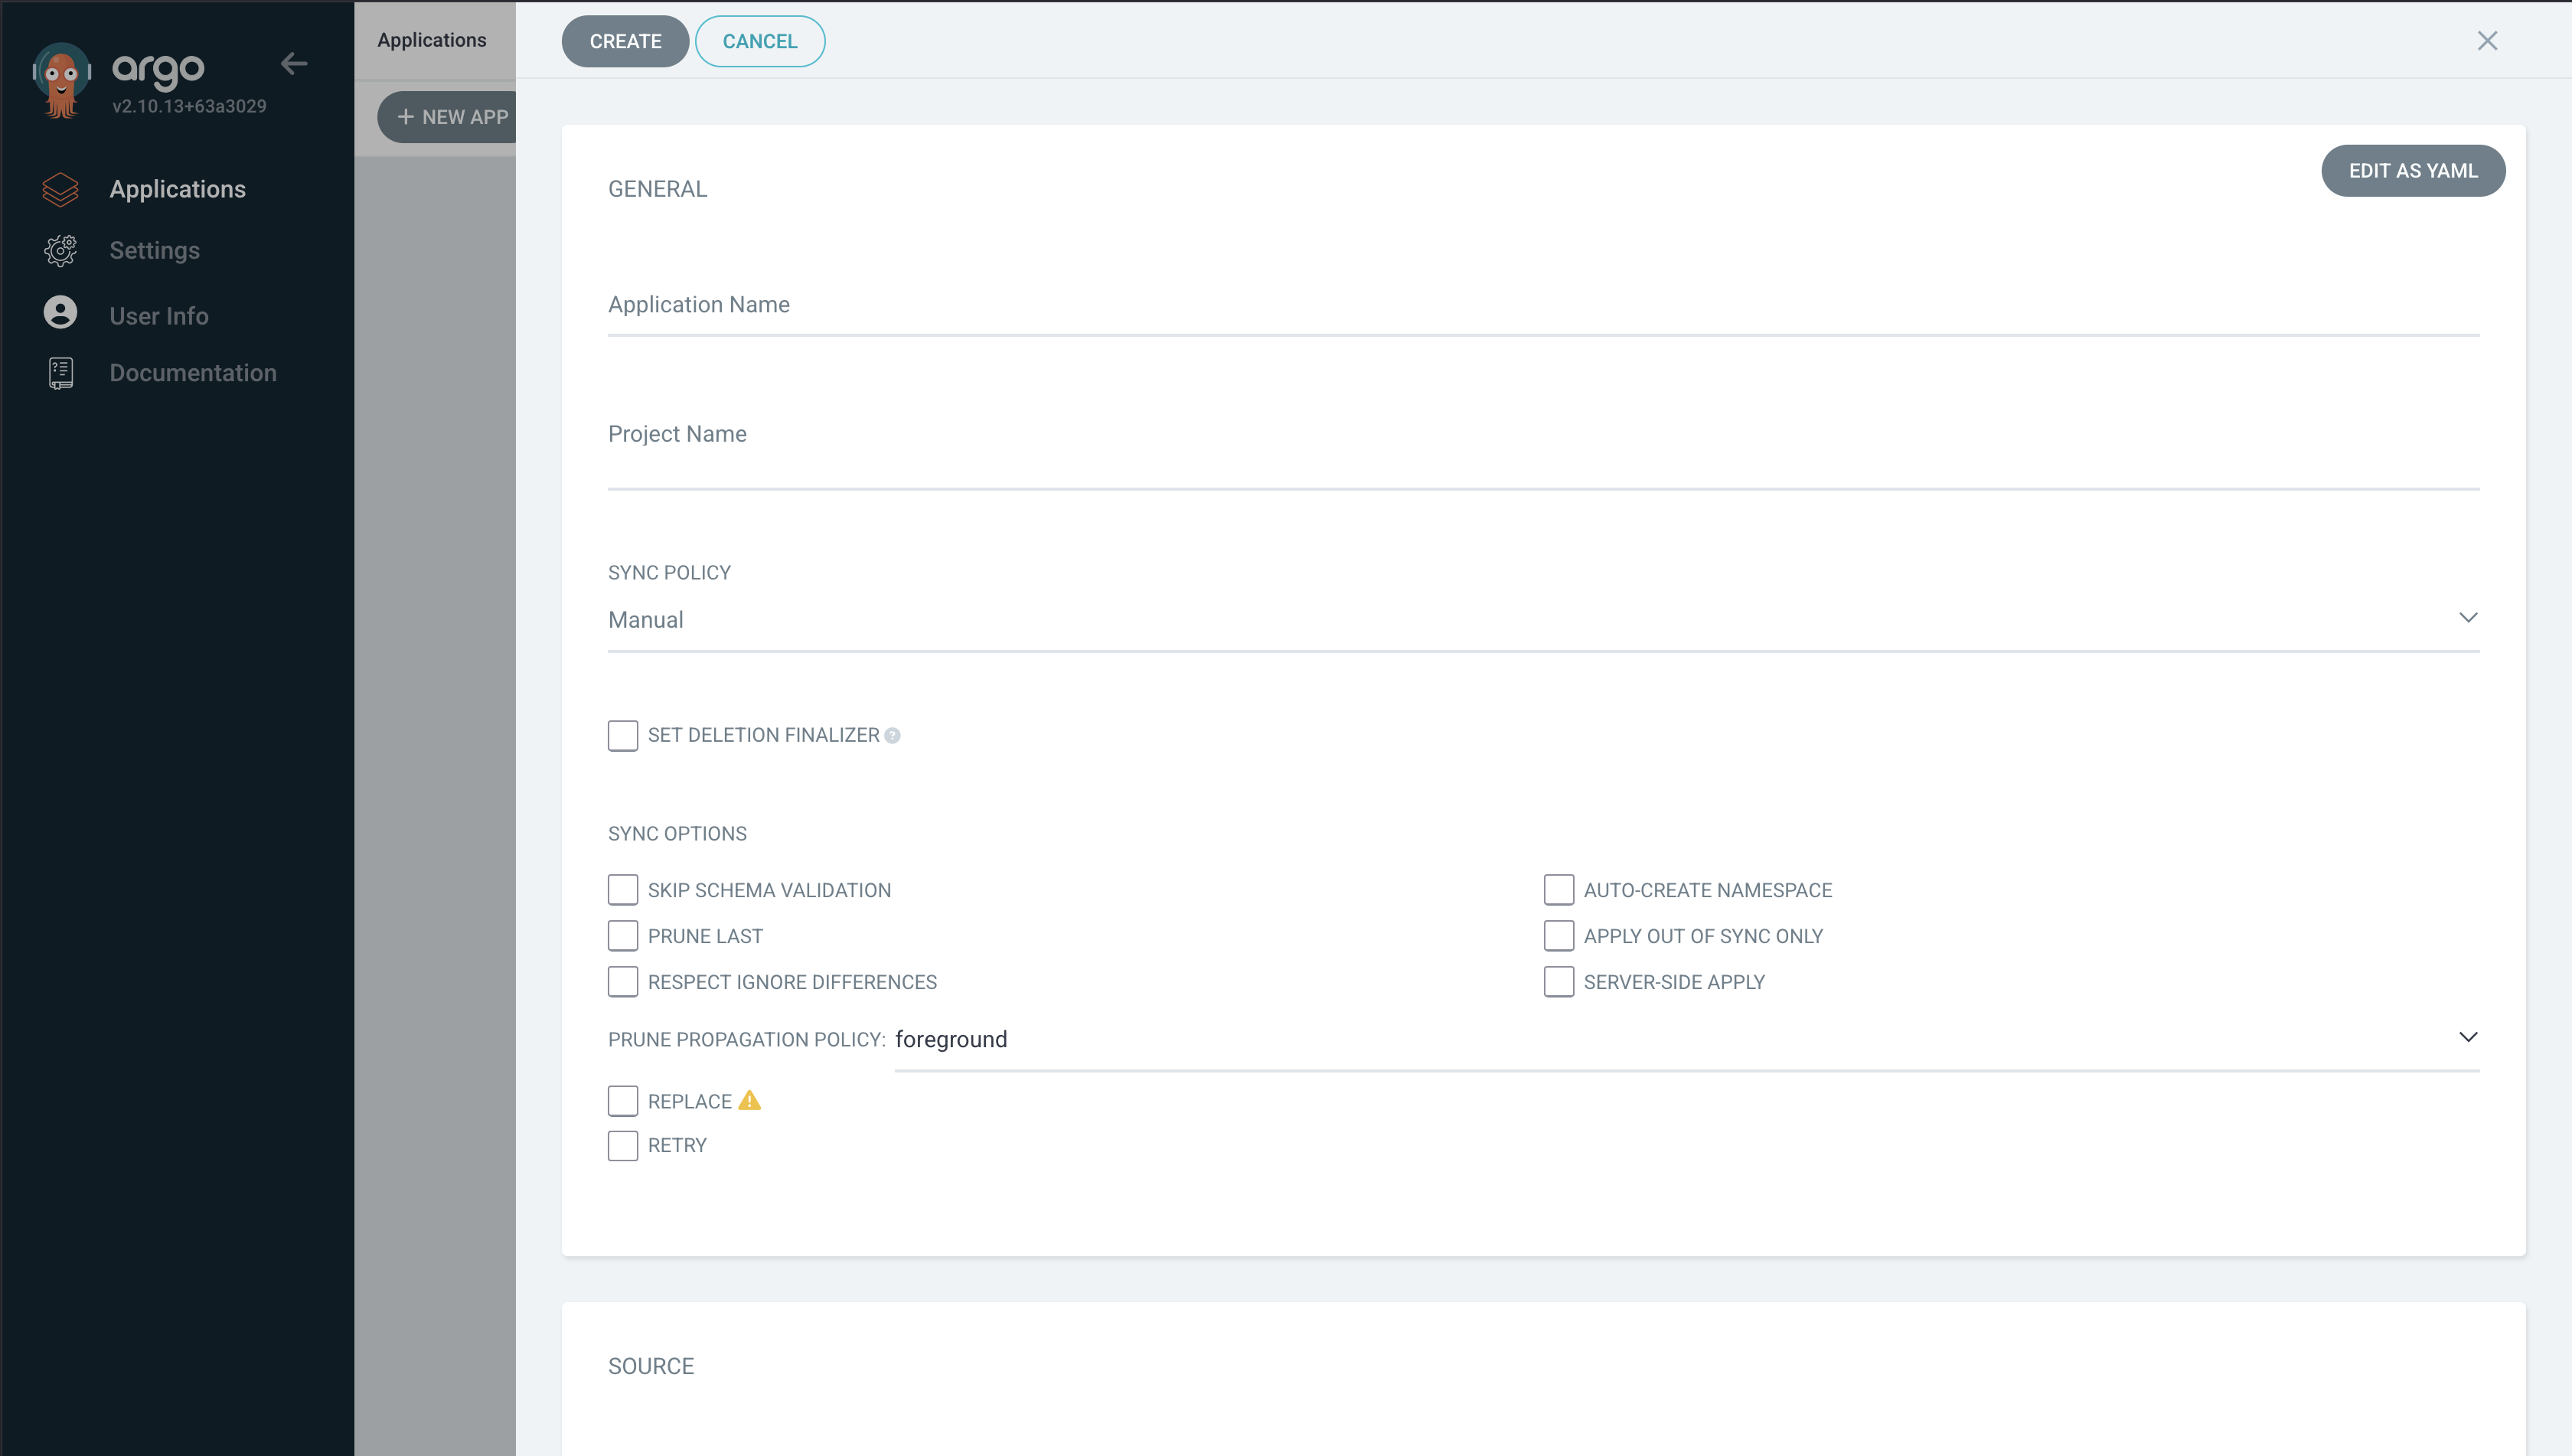 argo
v2.10.13+63a3029
Applications
Settings
User Info
Documentation
Applications
+ NEW APP
CREATE
CANCEL
GENERAL
EDIT AS YAML
Application Name
Project Name
SYNC POLICY
Manual
SET DELETION FINALIZER ?
SYNC OPTIONS
SKIP SCHEMA VALIDATION
AUTO-CREATE NAMESPACE
PRUNE LAST
APPLY OUT OF SYNC ONLY
RESPECT IGNORE DIFFERENCES
SERVER-SIDE APPLY
PRUNE PROPAGATION POLICY: foreground
REPLACE
RETRY
SOURCE